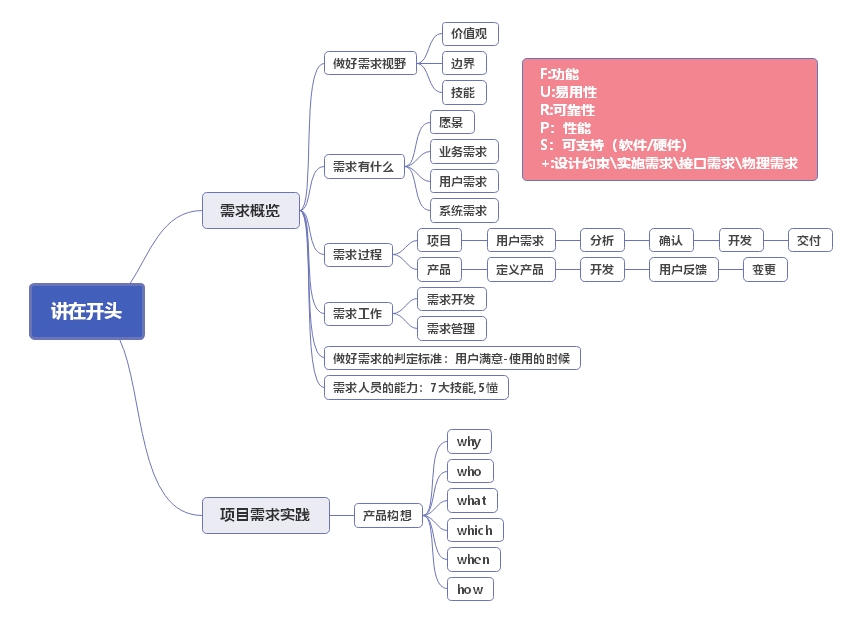 讲在开头
需求概览
做好需求视野
价值观
边界
技能
需求有什么
愿景
业务需求
用户需求
系统需求
需求过程
项目
用户需求
分析
确认
开发
交付
产品
定义产品
开发
用户反馈
变更
需求工作
需求开发
需求管理
做好需求的判定标准：用户满意-使用的时候
需求人员的能力：7大技能,5懂
项目需求实践
产品构想
why
who
what
which
when
how
F:功能
U:易用性
R:可靠性
P：性能
S：可支持（软件/硬件）
+:设计约束\实施需求\接口需求\物理需求